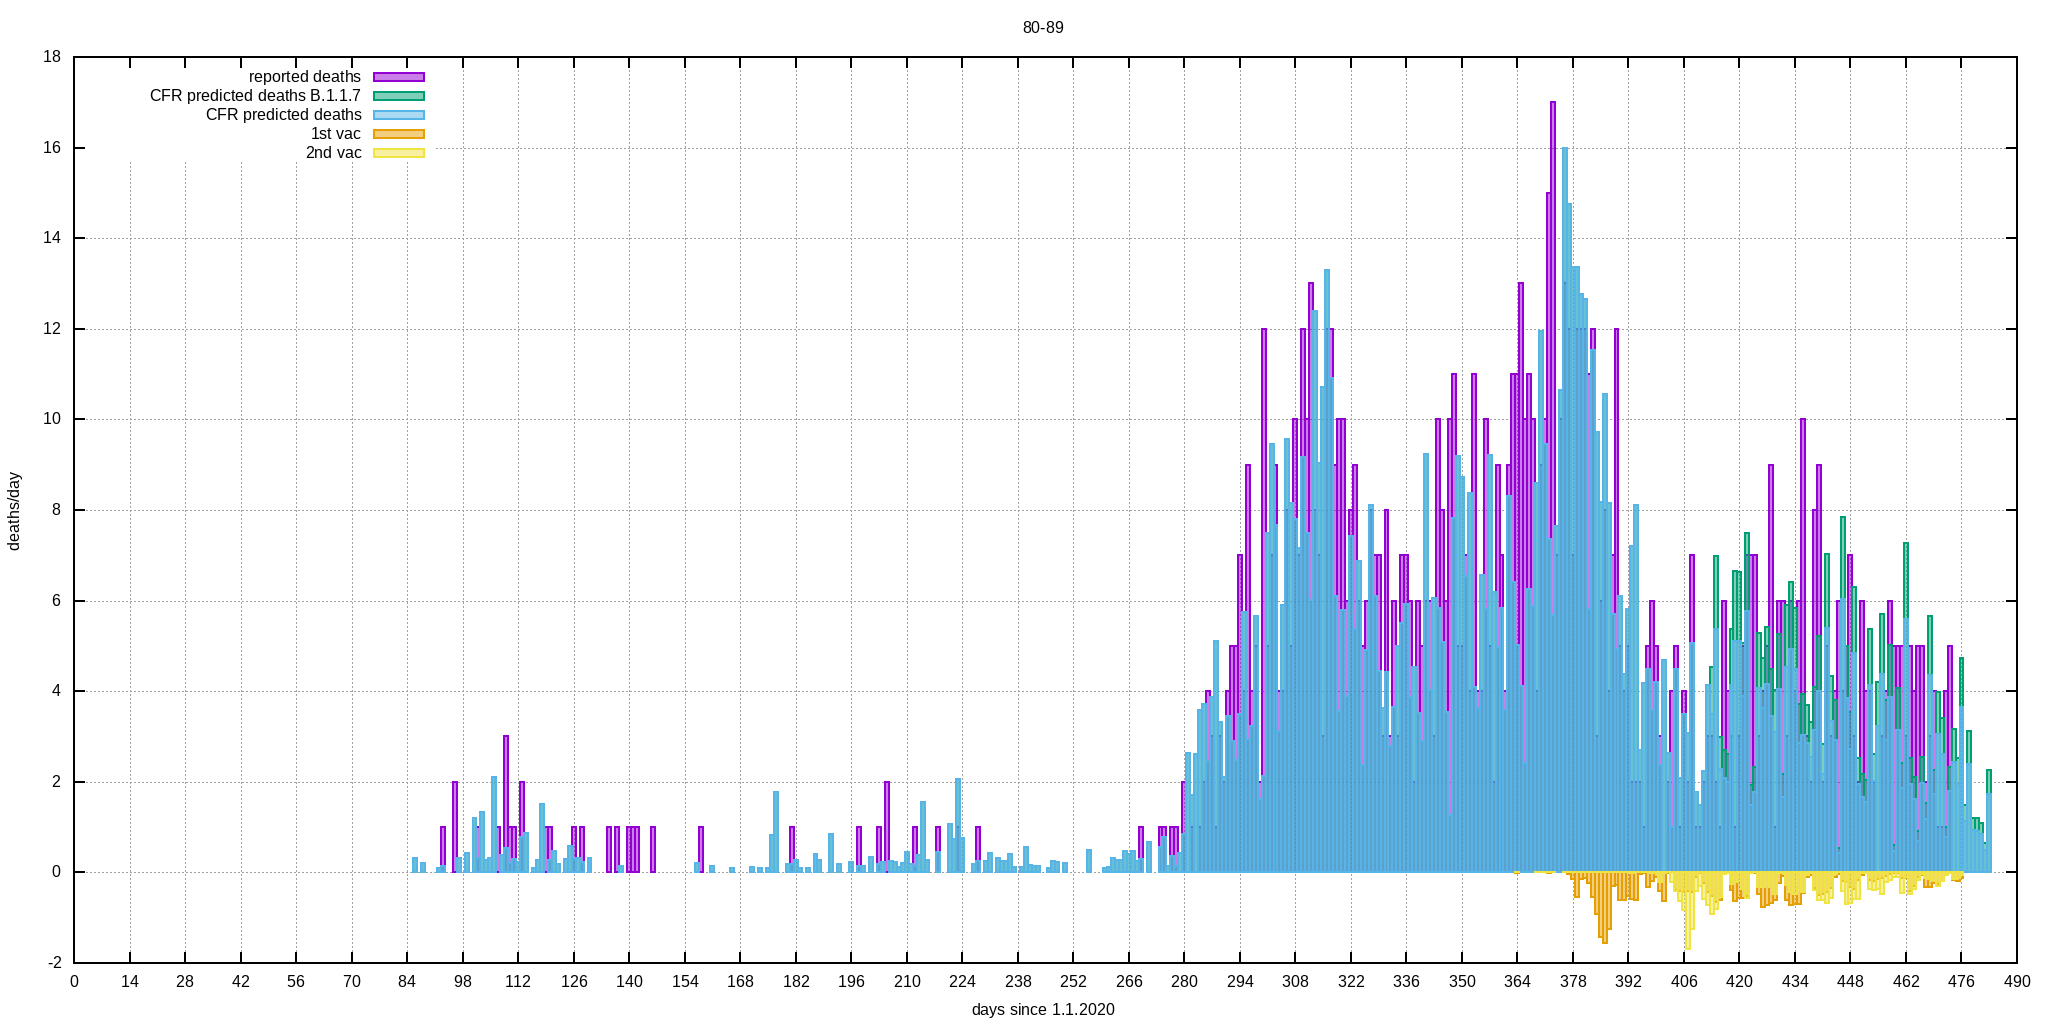 80-89
reported deaths
CFR predicted deaths B.1.1.7
CFR predicted deaths
1st vac
2nd vac
18
16
14
12
10
8
6
4
2
0
-2
deaths/day
0 14 28 42 56 70 84 98 112 126 140 154 168 182 196 210 224 238 252 266 280 294 308 322 336 350 364 378 392 406 420 434 448 462 476 490
days since 1.1.2020